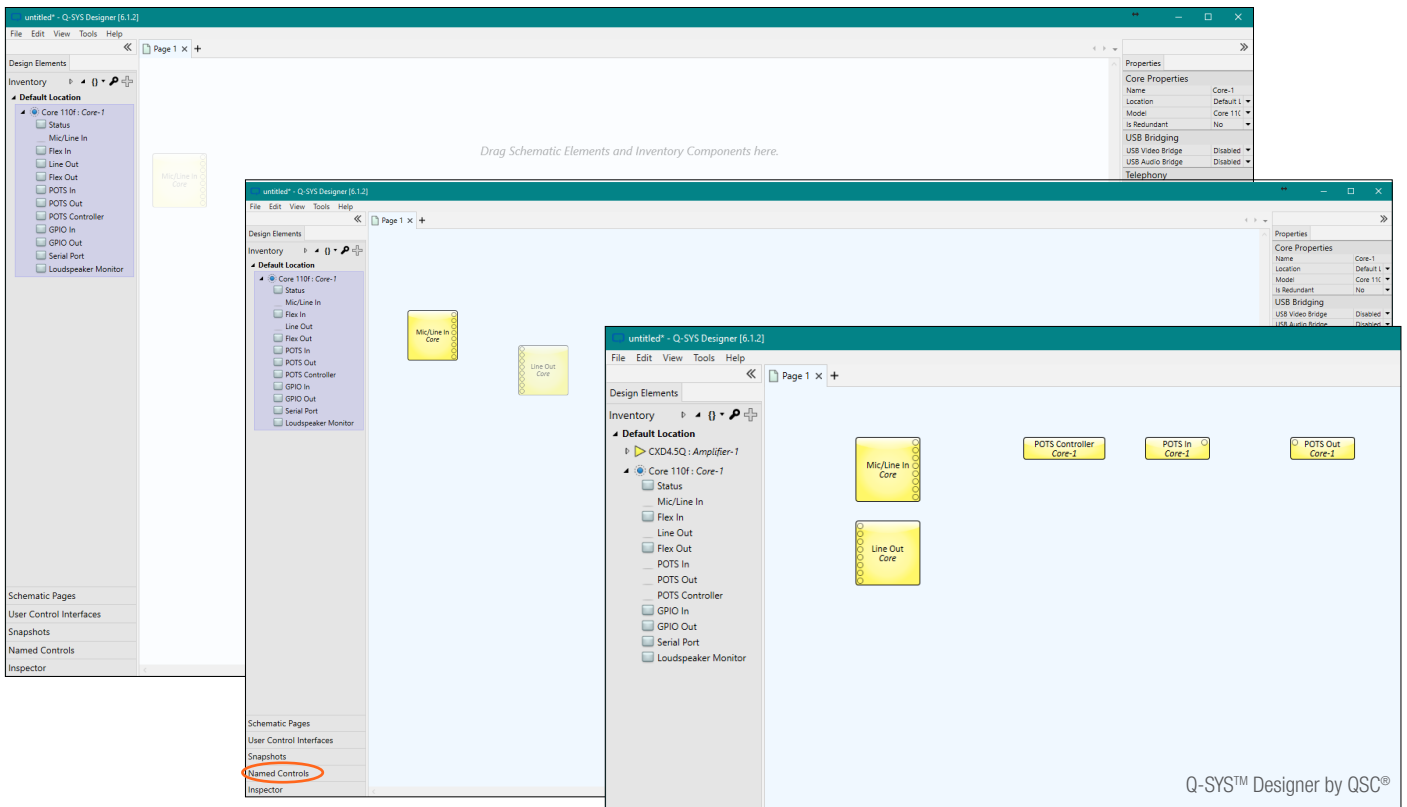 untitled* - Q-SYS Designer [6.1.2]
File Edit View Tools Help
Page 1
Design Elements
Properties
Inventory
Core Properties
Name Core-1
Default Location
Location Default L
Core 110f : Core-1
Model Core 11(
Status
Is Redundant No
Mic/Line In
USB Bridging
Flex In
USB Video Bridge Disabled
Line Out
USB Audio Bridge Disabled
Flex Out
Telephony
POTS In
POTS Out
POTS Controller
GPIO In
GPIO Out
Serial Port
Loudspeaker Monitor
Drag Schematic Elements and Inventory Components here.
Mic/Line In
Core
Schematic Pages
User Control Interfaces
Snapshots
Named Controls
Inspector
untitled* - Q-SYS Designer [6.1.2]
File Edit View Tools Help
Page 1
Design Elements
Properties
Inventory
Core Properties
Name Core-1
Default Location
Location Default L
Core 110f : Core-1
Model Core 11(
Status
Is Redundant No
Mic/Line In
USB Bridging
Flex In
USB Video Bridge Disabled
Line Out
USB Audio Bridge Disabled
Flex Out
POTS In
POTS Out
POTS Controller
GPIO In
GPIO Out
Serial Port
Loudspeaker Monitor
Mic/Line In
Core
Line Out
Core
Schematic Pages
User Control Interfaces
Snapshots
Named Controls
Inspector
untitled* - Q-SYS Designer [6.1.2]
File Edit View Tools Help
Page 1
Design Elements
Inventory
Default Location
CXD4.5Q : Amplifier-1
Core 110f : Core-1
Status
Mic/Line In
Flex In
Line Out
Flex Out
POTS In
POTS Out
POTS Controller
GPIO In
GPIO Out
Serial Port
Loudspeaker Monitor
Mic/Line In
Core
POTS Controller
Core-1
POTS In
Core-1
POTS Out
Core-1
Line Out
Core
Q-SYS™ Designer by QSC®